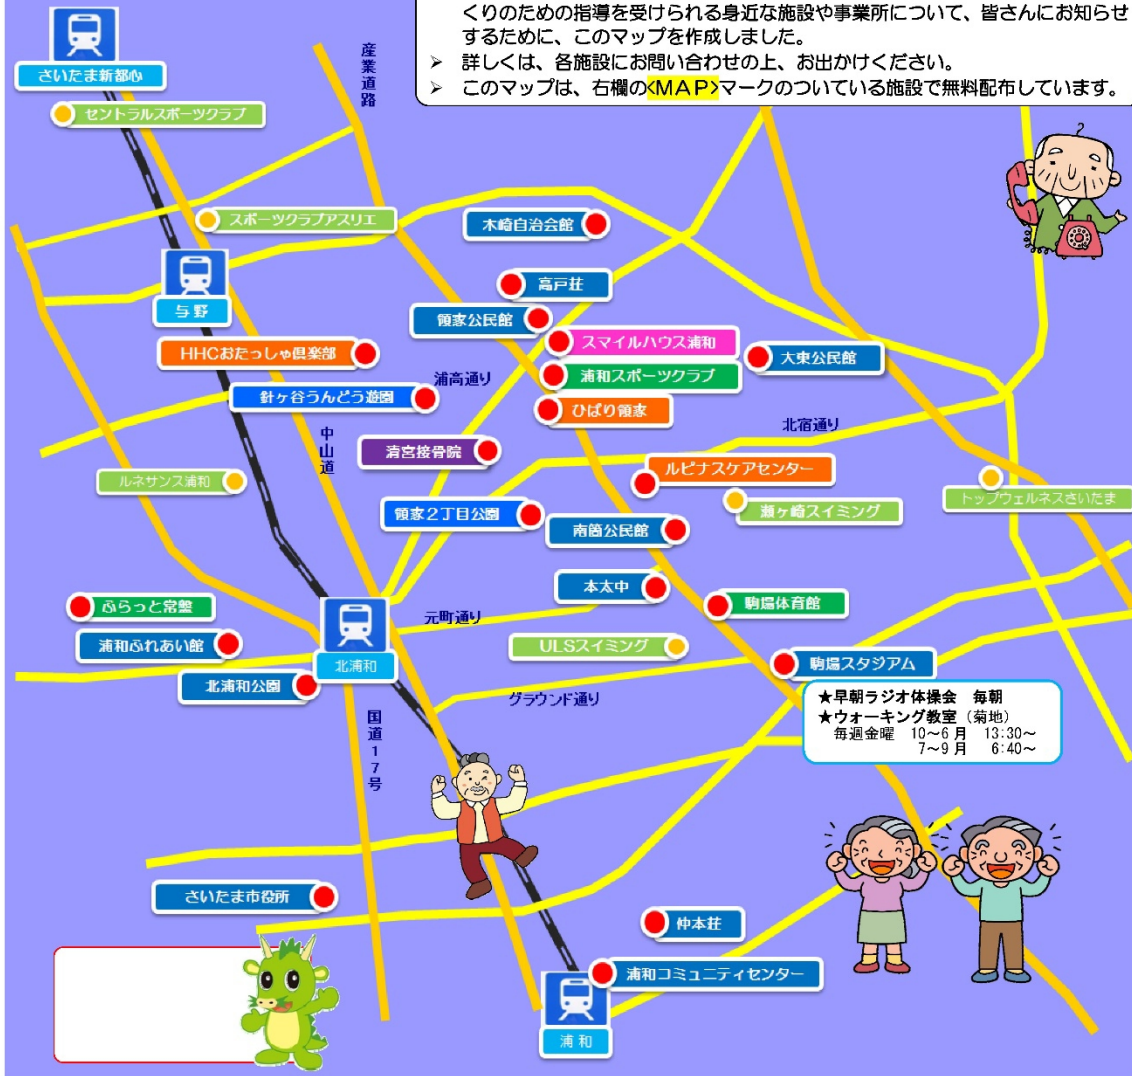 くりのための指導を受けられる身近な施設や事業所について、皆さんにお知らせ
するために、このマップを作成しました。
➢ 詳しくは、各施設にお問い合わせの上、お出かけください。
➢ このマップは、右欄の<MAP>マークのついている施設で無料配布しています。
産業道路
さいたま新都心
セントラルスポーツクラブ
スポーツクラブアスリエ
木崎自治会館
与野
高戸荘
領家公民館
スマイルハウス浦和
HHCおたっしゃ倶楽部
大東公民館
浦和スポーツクラブ
浦高通り
針ヶ谷うんどう遊園
ひばり領家
北宿通り
中山道
清宮接骨院
ルピナスケアセンター
ルネサンス浦和
トップウェルネスさいたま
瀬ヶ崎スイミング
領家2丁目公園
南箇公民館
本太中
ふらっと常盤
駒場体育館
元町通り
浦和ふれあい館
ULSスイミング
北浦和
駒場スタジアム
北浦和公園
グラウンド通り
★早朝ラジオ体操会 毎朝
★ウォーキング教室(菊地)
毎週金曜 10~6月 13:30~
7~9月 6:40~
国道17号
さいたま市役所
仲本荘
浦和コミュニティセンター
浦和